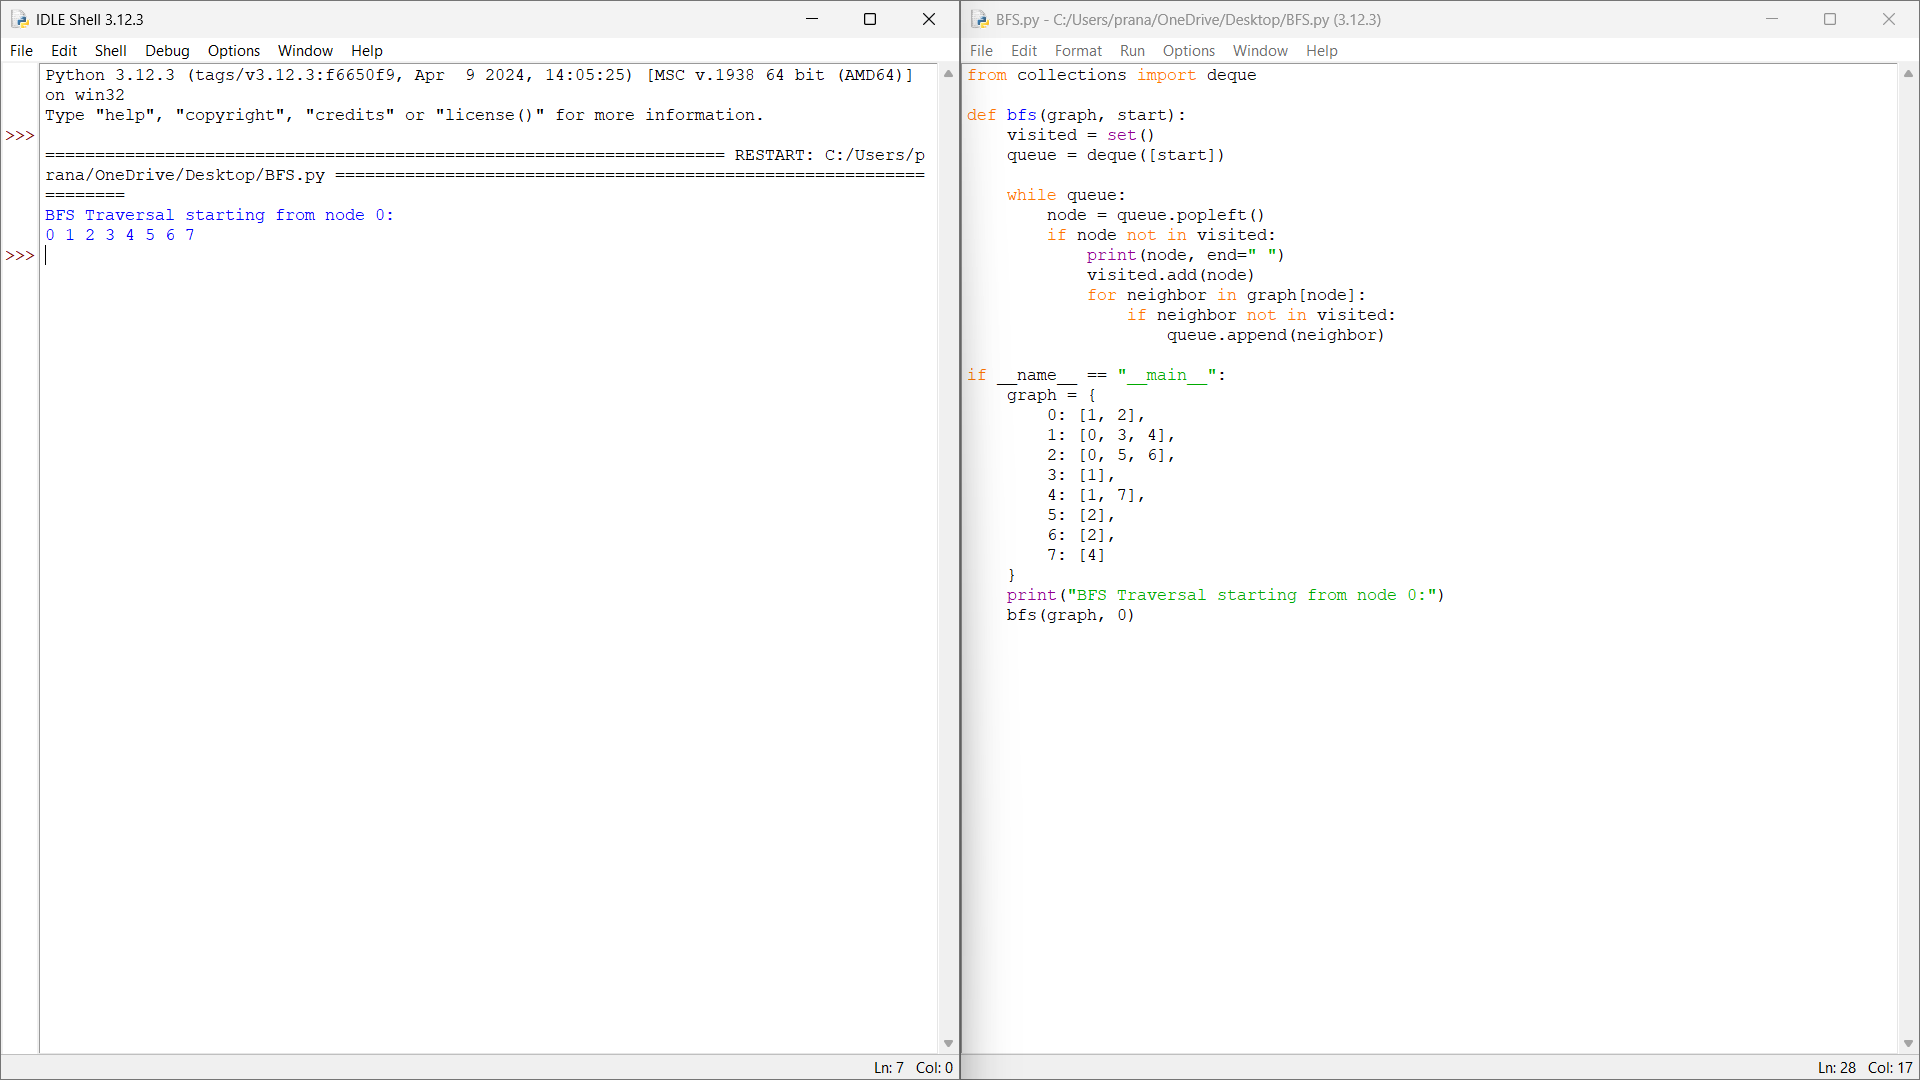 IDLE Shell 3.12.3
File Edit Shell Debug Options Window Help
Python 3.12.3 (tags/v3.12.3:f6650f9, Apr  9 2024, 14:05:25) [MSC v.1938 64 bit (AMD64)]
on win32
Type "help", "copyright", "credits" or "license()" for more information.
>>>
==================================================================== RESTART: C:/Users/p
rana/OneDrive/Desktop/BFS.py ===========================================================
========
BFS Traversal starting from node 0:
0 1 2 3 4 5 6 7
>>>
Ln: 7 Col: 0
BFS.py - C:/Users/prana/OneDrive/Desktop/BFS.py (3.12.3)
File Edit Format Run Options Window Help
from collections import deque
def bfs(graph, start):
    visited = set()
    queue = deque([start])
    while queue:
        node = queue.popleft()
        if node not in visited:
            print(node, end=" ")
            visited.add(node)
            for neighbor in graph[node]:
                if neighbor not in visited:
                    queue.append(neighbor)
if __name__ == "__main__":
    graph = {
        0: [1, 2],
        1: [0, 3, 4],
        2: [0, 5, 6],
        3: [1],
        4: [1, 7],
        5: [2],
        6: [2],
        7: [4]
    }
    print("BFS Traversal starting from node 0:")
    bfs(graph, 0)
Ln: 28 Col: 17